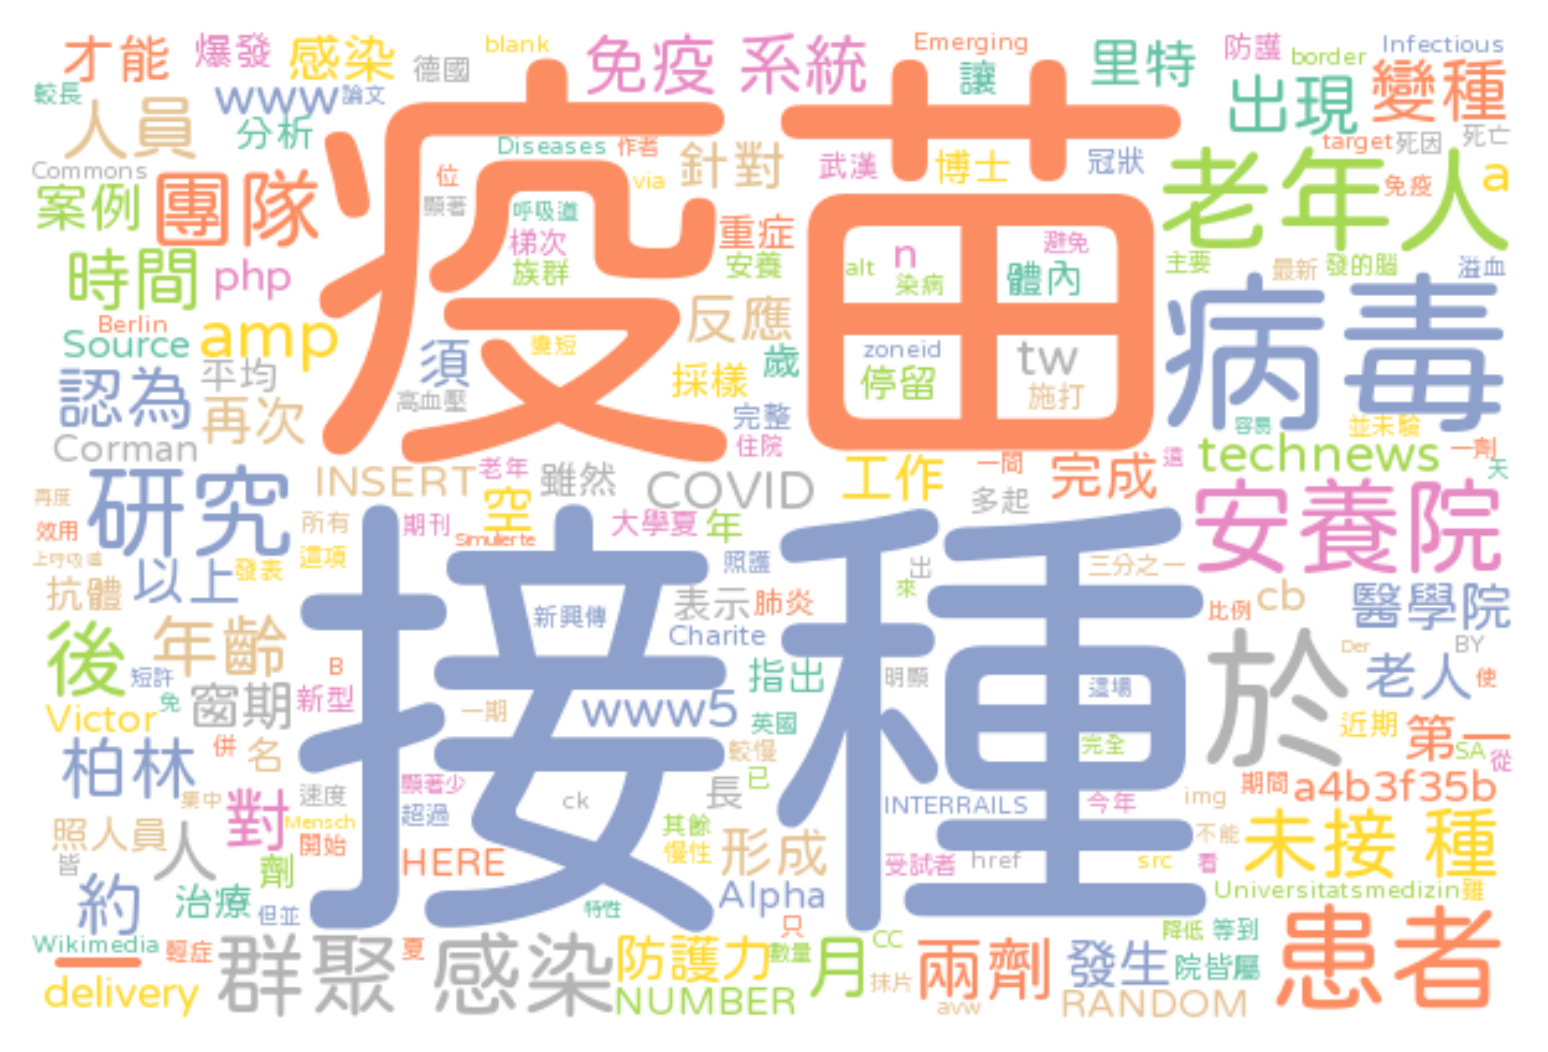 才能 爆發 感染 德國 blank 免疫 系統 Emerging 讓 里特 防護 border Infectious
較長 人員 www 論文 分析 出現 變種
Commons Diseases 作者 via 針對 武漢 博士 冠狀 target 死因 死亡
案例 團隊 位 顯著 呼吸道 疫苗 老年人 免疫 a
時間 php 梯次 族群 重症 安養 alt n 染病 避免 體內 主要 最新 發的腦 溢血
Berlin Source amp 須 變短 反應 zoneid tw 病毒
認為 平均 再次 高血壓 採樣 歲 完整 停留 施打 容易 並未驗
Corman INSERT 老年 空 雖然 住院 COVID 工作 一間 多起 完成 這 technews 一劑 天
再度 效用 研究 所有 期刊 Simulierte 大學夏 年 安養院
上呼吸道 以上 發表 這項 照護 出 來 三分之一
抗體 新興傳 表示 肺炎 接種 比例 cb 醫學院
後 年齡 B Charite 指出 明顯 這場 於 Der BY 老人 使
短許 免 窗期 新型 一期 www5 英國 近期
Victor 柏林 併 名 較慢 已 完全 第一 SA 從
集中 速度 顯著少 ck 長 INTERRAILS 今年 img 期間 a4b3f35b
照人員 人 對 Mensch 開始 超過 其餘 慢性 形成 不能 未接 種
皆 劑 HERE 受試者 href src 看
約 治療 但並 特性 Alpha 只 Universitatsmedizin 雖
Wikimedia 一 輕症 群聚 夏 感染 防護力 數量 月 CC 抹片 兩劑 發生 降低 等到 院皆屬 患者
delivery NUMBER avw RANDOM